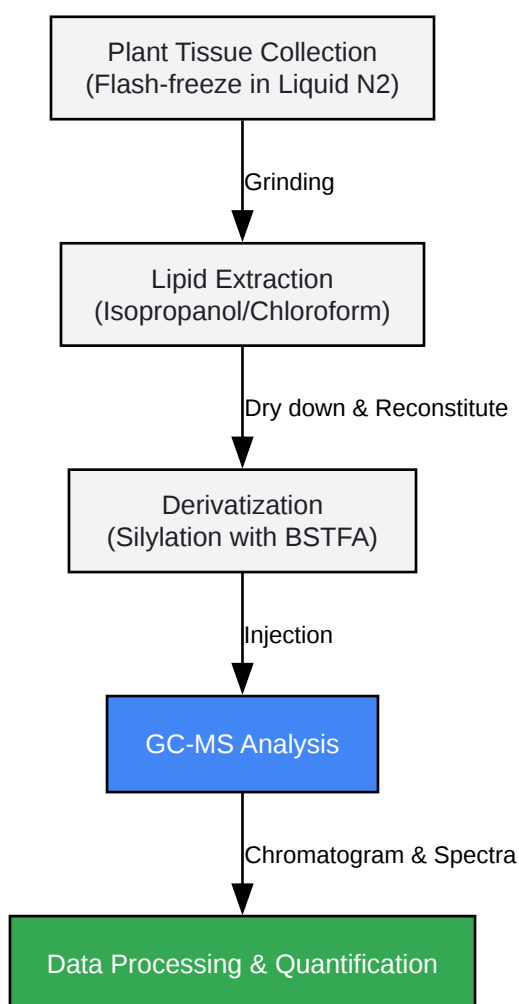 Plant Tissue Collection
(Flash-freeze in Liquid N2)
Grinding
Lipid Extraction
(Isopropanol/Chloroform)
Dry down & Reconstitute
Derivatization
(Silylation with BSTFA)
Injection
GC-MS Analysis
Chromatogram & Spectra
Data Processing & Quantification